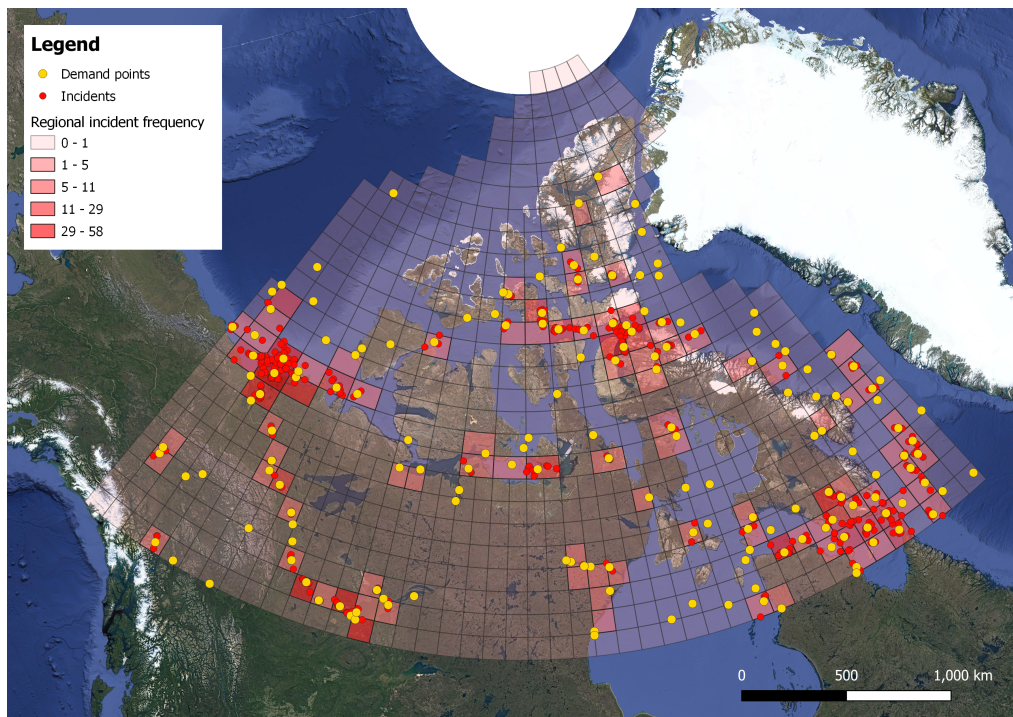 Legend
Demand points
Incidents
Regional incident frequency
0 - 1
1 - 5
5 - 11
11 - 29
29 - 58
0 500 1,000 km